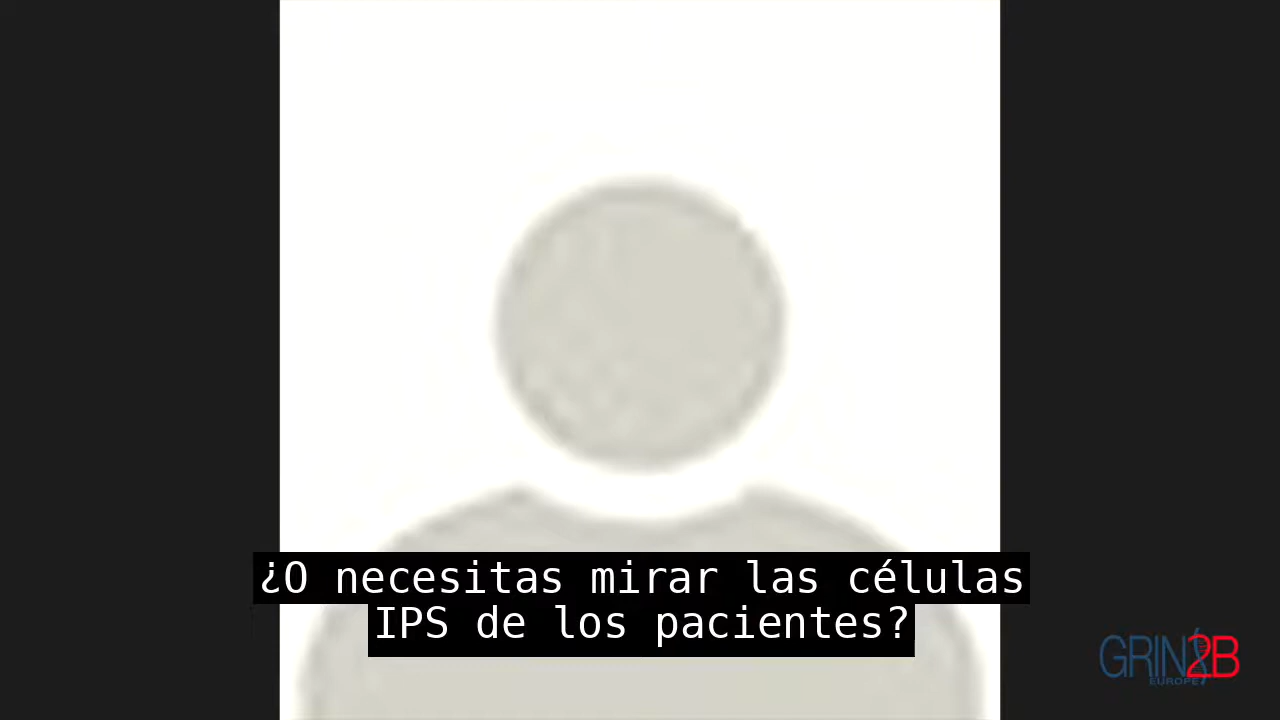 ¿O necesitas mirar las células
IPS de los pacientes?
GRIN2B
EUROPE